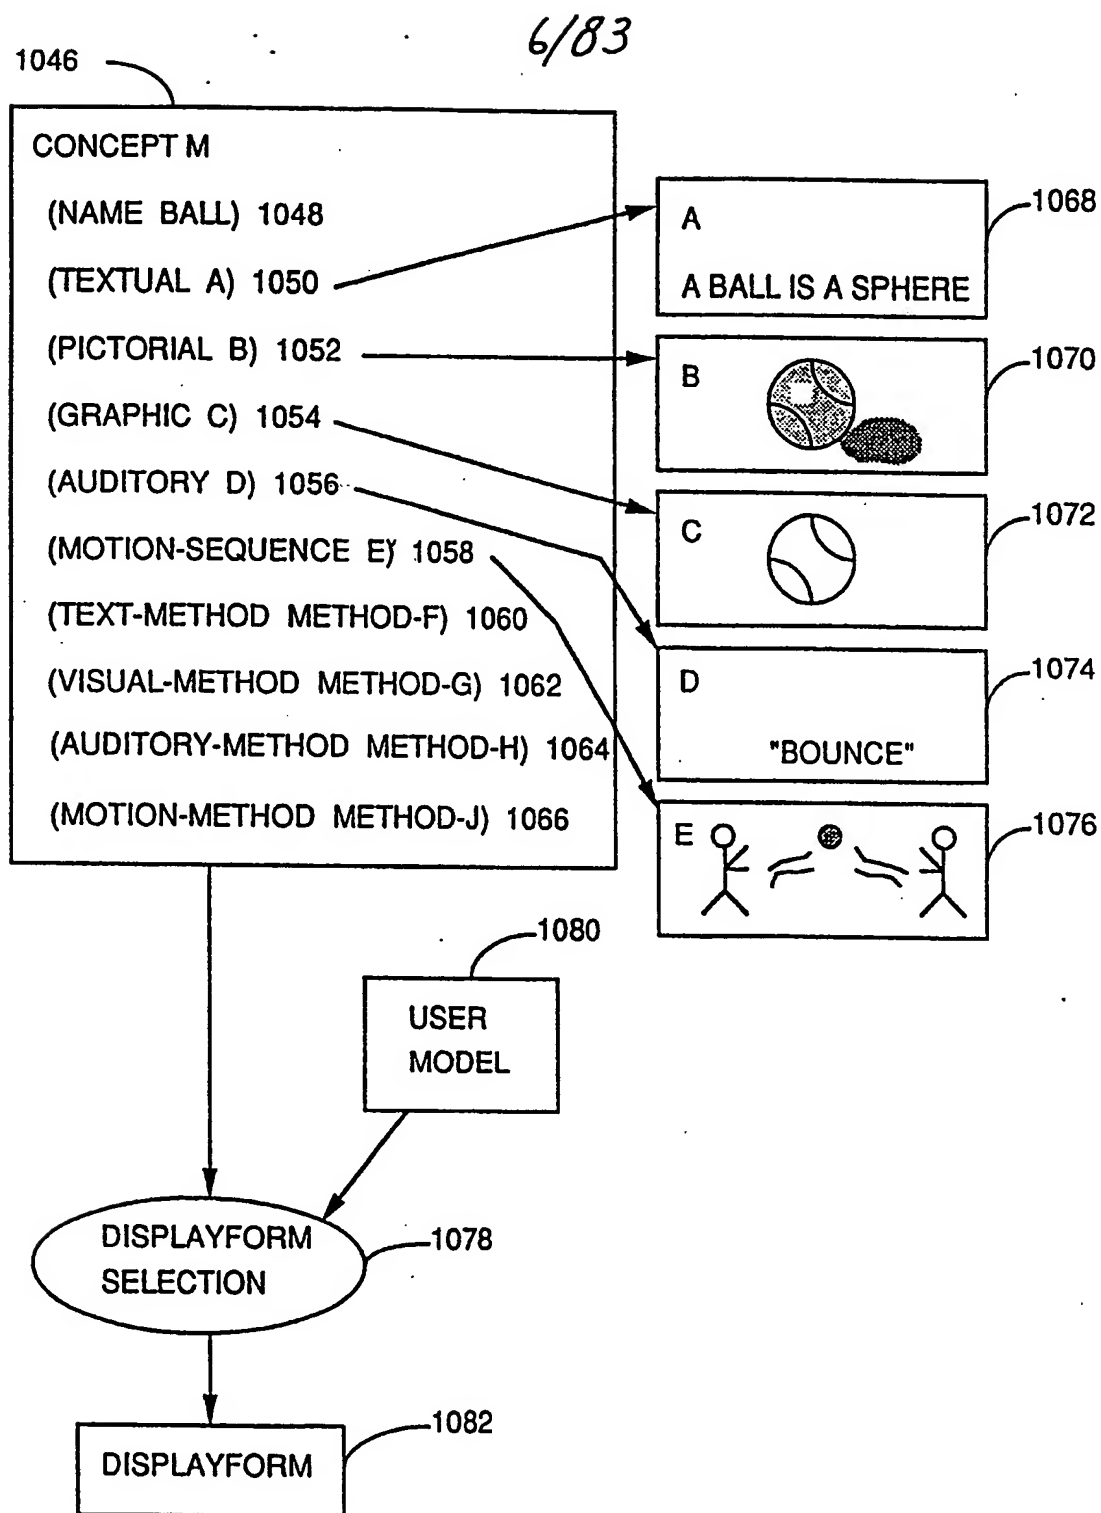 6/83
1046
CONCEPT M
(NAME BALL) 1048
(TEXTUAL A) 1050
(PICTORIAL B) 1052
(GRAPHIC C) 1054
(AUDITORY D) 1056
(MOTION-SEQUENCE E) 1058
(TEXT-METHOD METHOD-F) 1060
(VISUAL-METHOD METHOD-G) 1062
(AUDITORY-METHOD METHOD-H) 1064
(MOTION-METHOD METHOD-J) 1066
A
1068
A BALL IS A SPHERE
B
1070
C
1072
D
1074
"BOUNCE"
E
1076
1080
USER
MODEL
DISPLAYFORM
SELECTION
1078
1082
DISPLAYFORM